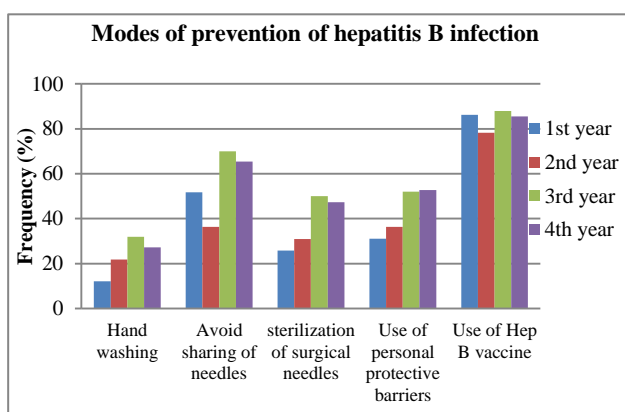 Modes of prevention of hepatitis B infection
Frequency (%)
100
80
60
40
20
0
1st year
2nd year
3rd year
4th year
Hand
washing
Avoid
sharing of
needles
sterilization
of surgical
needles
Use of
personal
protective
barriers
Use of Hep
B vaccine